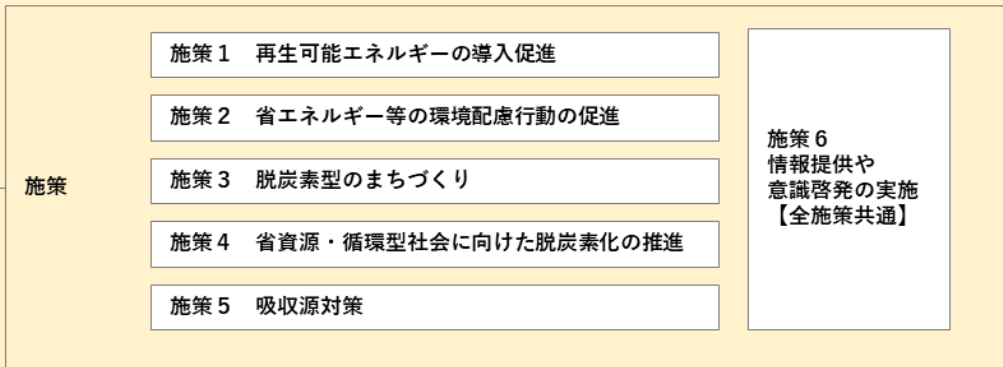 施策
施策１　再生可能エネルギーの導入促進
施策２　省エネルギー等の環境配慮行動の促進
施策３　脱炭素型のまちづくり
施策４　省資源・循環型社会に向けた脱炭素化の推進
施策５　吸収源対策
施策６
情報提供や
意識啓発の実施
【全施策共通】